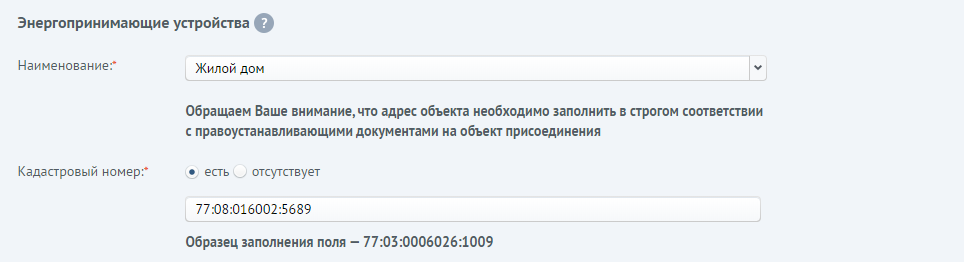 Энергопринимающие устройства ?
Наименование:* Жилой дом
Обращаем Ваше внимание, что адрес объекта необходимо заполнить в строгом соответствии
с правоустанавливающими документами на объект присоединения
Кадастровый номер:* есть отсутствует
77:08:016002:5689
Образец заполнения поля — 77:03:0006026:1009